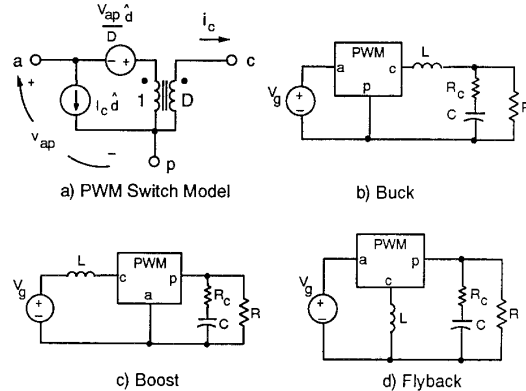 V_ap d̂
D
i_c
a
+
− +
1
D
c
I_c d̂
v_ap
−
p
a) PWM Switch Model
PWM
L
a
c
V_g
+
−
p
R_c
C
R
b) Buck
L
PWM
c
p
V_g
+
−
a
R_c
C
R
c) Boost
PWM
a
p
V_g
+
−
c
L
R_c
C
R
d) Flyback